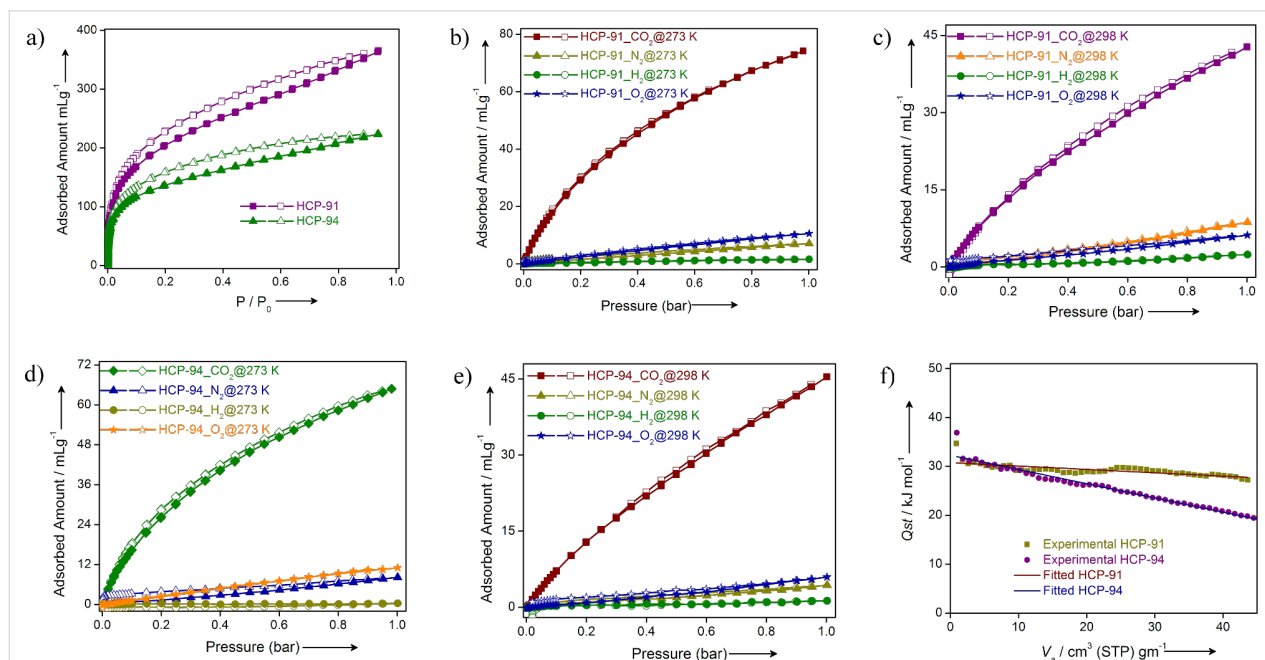 a)
400
300
200
100
0
Adsorbed Amount mLg⁻¹
HCP-91
HCP-94
0.0 0.2 0.4 0.6 0.8 1.0
P / P₀
b)
80
60
40
20
0
Adsorbed Amount / mLg⁻¹
HCP-91_CO₂@273 K
HCP-91_N₂@273 K
HCP-91_H₂@273 K
HCP-91_O₂@273 K
0.0 0.2 0.4 0.6 0.8 1.0
Pressure (bar)
c)
45
30
15
0
Adsorbed Amount / mLg⁻¹
HCP-91_CO₂@298 K
HCP-91_N₂@298 K
HCP-91_H₂@298 K
HCP-91_O₂@298 K
0.0 0.2 0.4 0.6 0.8 1.0
Pressure (bar)
d)
72
60
48
36
24
12
0
Adsorbed Amount / mLg⁻¹
HCP-94_CO₂@273 K
HCP-94_N₂@273 K
HCP-94_H₂@273 K
HCP-94_O₂@273 K
0.0 0.2 0.4 0.6 0.8 1.0
Pressure (bar)
e)
45
30
15
0
Adsorbed Amount / mLg⁻¹
HCP-94_CO₂@298 K
HCP-94_N₂@298 K
HCP-94_H₂@298 K
HCP-94_O₂@298 K
0.0 0.2 0.4 0.6 0.8 1.0
Pressure (bar)
f)
50
40
30
20
10
0
Qst / kJ mol⁻¹
Experimental HCP-91
Experimental HCP-94
Fitted HCP-91
Fitted HCP-94
0 10 20 30 40
Vₐ / cm³ (STP) gm⁻¹